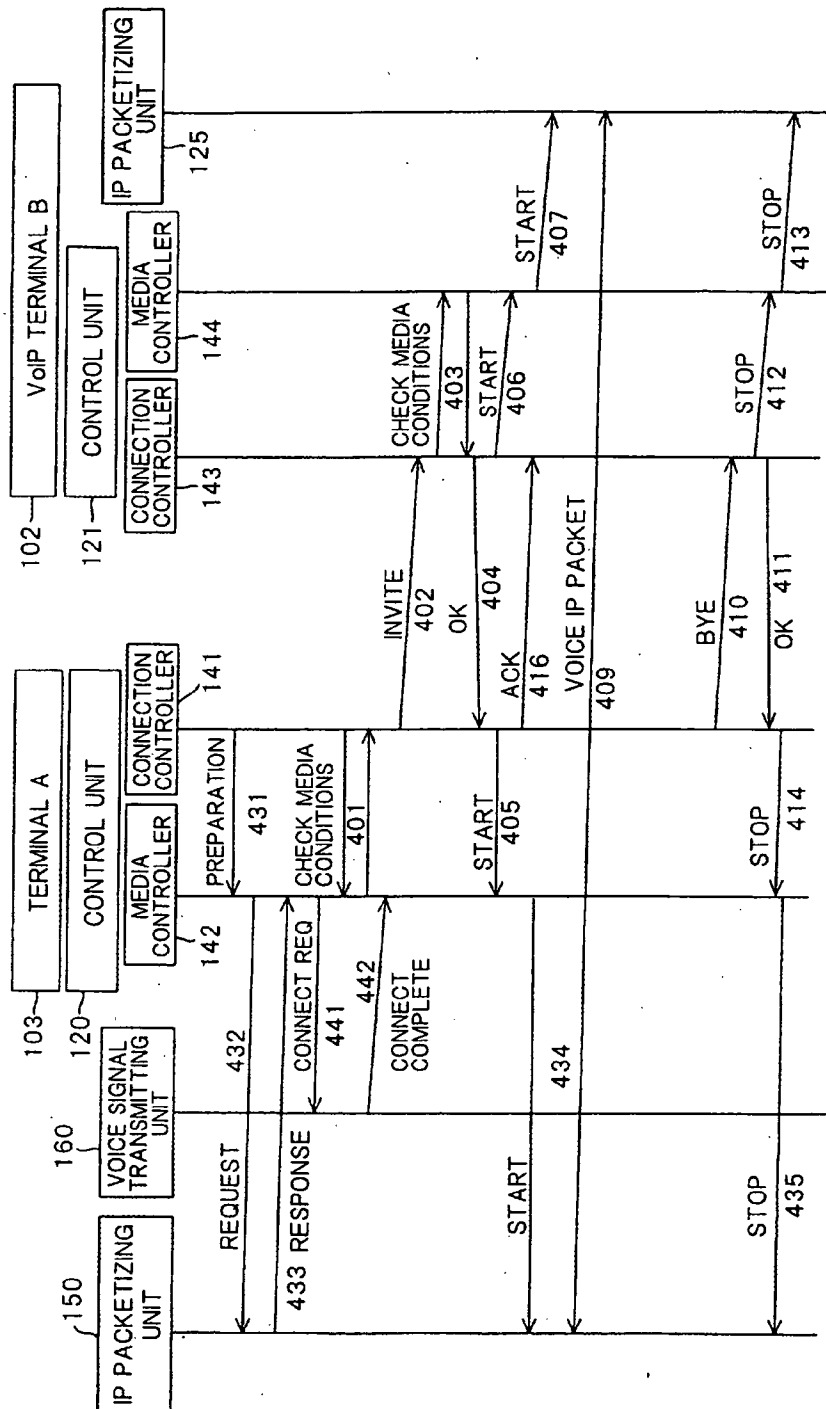 150
IP PACKETIZING
UNIT
160
VOICE SIGNAL
TRANSMITTING
UNIT
103
TERMINAL A
120
CONTROL UNIT
MEDIA
CONTROLLER
142
CONNECTION
CONTROLLER
141
102
VoIP TERMINAL B
121
CONTROL UNIT
CONNECTION
CONTROLLER
143
MEDIA
CONTROLLER
144
IP PACKETIZING
UNIT
125
PREPARATION
431
REQUEST
432
433 RESPONSE
CONNECT REQ
441
CHECK MEDIA
CONDITIONS
401
442
CONNECT
COMPLETE
INVITE
402
CHECK MEDIA
CONDITIONS
403
OK
404
START
405
START
406
ACK
416
START
434
START
407
VOICE IP PACKET
409
BYE
410
OK
411
STOP
412
STOP
413
STOP
414
STOP
435